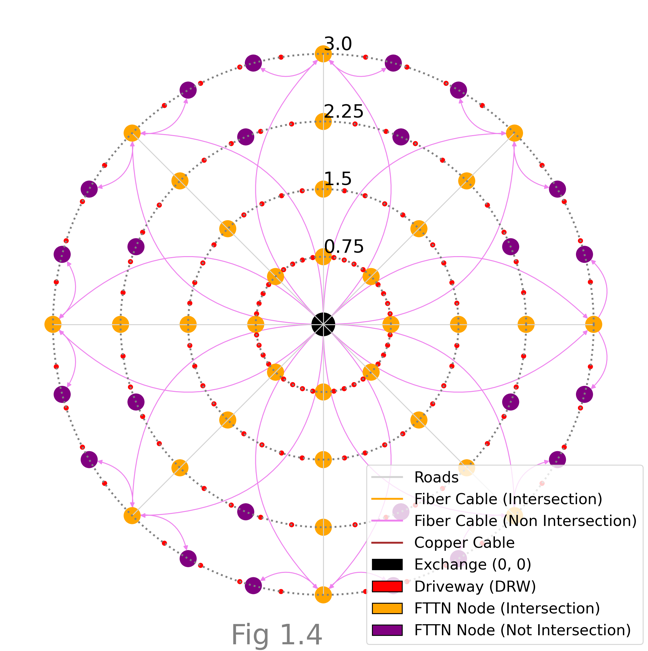 3.0
2.25
1.5
0.75
Roads
Fiber Cable (Intersection)
Fiber Cable (Non Intersection)
Copper Cable
Exchange (0, 0)
Driveway (DRW)
FTTN Node (Intersection)
FTTN Node (Not Intersection)
Fig 1.4